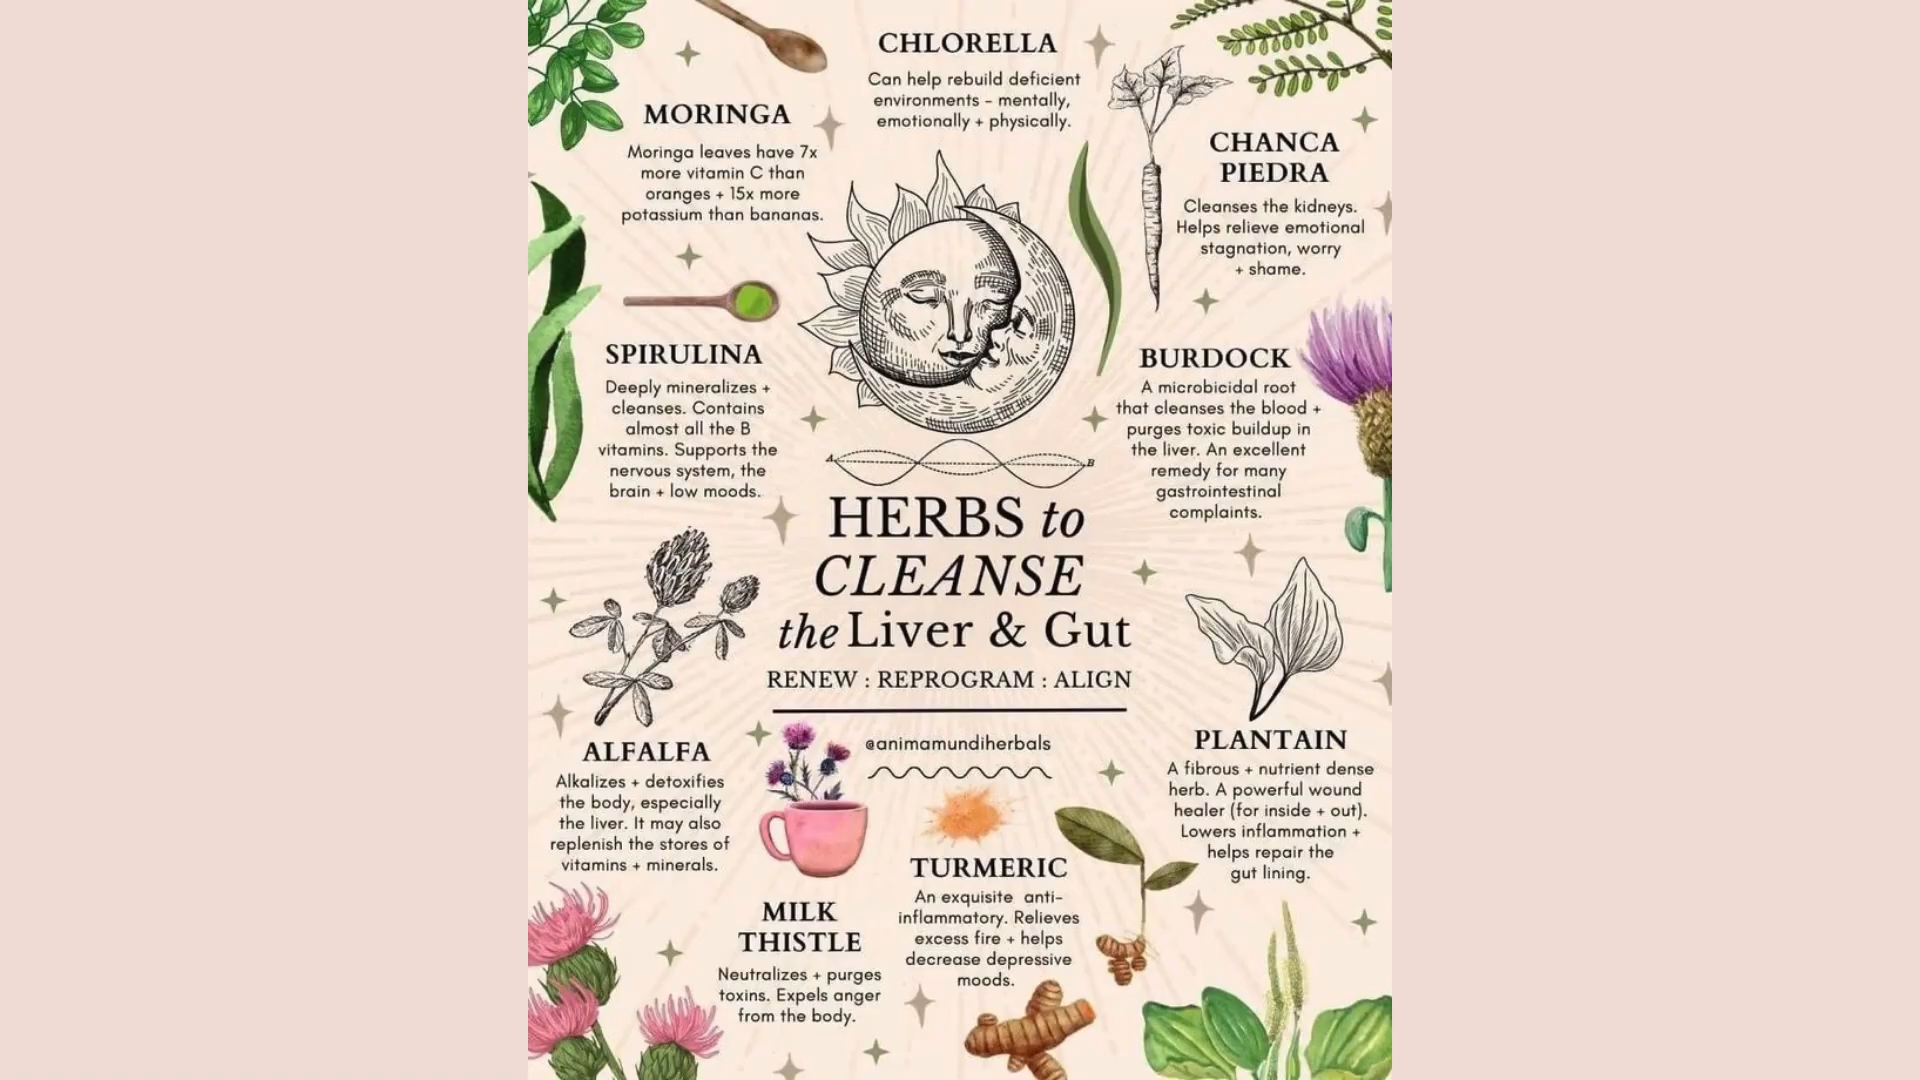 CHLORELLA
Can help rebuild deficient
environments - mentally,
emotionally + physically.
MORINGA
Moringa leaves have 7x
more vitamin C than
oranges + 15x more
potassium than bananas.
CHANCA
PIEDRA
Cleanses the kidneys.
Helps relieve emotional
stagnation, worry
+ shame.
SPIRULINA
Deeply mineralizes +
cleanses. Contains
almost all the B
vitamins. Supports the
nervous system, the
brain + low moods.
BURDOCK
A microbicidal root
that cleanses the blood +
purges toxic buildup in
the liver. An excellent
remedy for many
gastrointestinal
complaints.
A
B
HERBS to
CLEANSE
the Liver & Gut
RENEW : REPROGRAM : ALIGN
@animamundiherbals
ALFALFA
Alkalizes + detoxifies
the body, especially
the liver. It may also
replenish the stores of
vitamins + minerals.
PLANTAIN
A fibrous + nutrient dense
herb. A powerful wound
healer (for inside + out).
Lowers inflammation +
helps repair the
gut lining.
MILK
THISTLE
Neutralizes + purges
toxins. Expels anger
from the body.
TURMERIC
An exquisite anti-
inflammatory. Relieves
excess fire + helps
decrease depressive
moods.